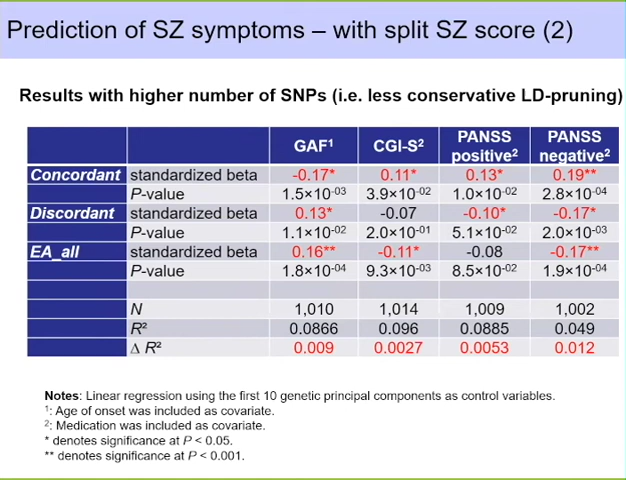 Prediction of SZ symptoms – with split SZ score (2)
Results with higher number of SNPs (i.e. less conservative LD-pruning)
GAF¹ CGI-S² PANSS positive² PANSS negative²
Concordant standardized beta -0.17* 0.11* 0.13* 0.19**
P-value 1.5×10⁻⁰³ 3.9×10⁻⁰² 1.0×10⁻⁰² 2.8×10⁻⁰⁴
Discordant standardized beta 0.13* -0.07 -0.10* -0.17*
P-value 1.1×10⁻⁰² 2.0×10⁻⁰¹ 5.1×10⁻⁰² 2.0×10⁻⁰³
EA_all standardized beta 0.16** -0.11* -0.08 -0.17**
P-value 1.8×10⁻⁰⁴ 9.3×10⁻⁰³ 8.5×10⁻⁰² 1.9×10⁻⁰⁴
N 1,010 1,014 1,009 1,002
R² 0.0866 0.096 0.0885 0.049
Δ R² 0.009 0.0027 0.0053 0.012
Notes: Linear regression using the first 10 genetic principal components as control variables.
¹: Age of onset was included as covariate.
²: Medication was included as covariate.
* denotes significance at P < 0.05.
** denotes significance at P < 0.001.